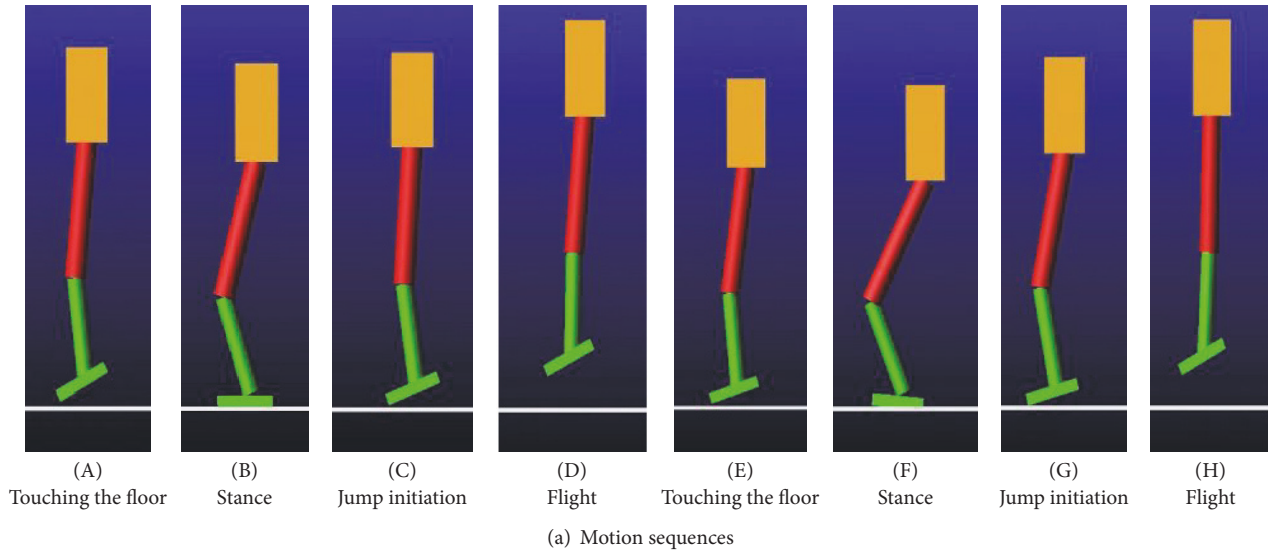 (A) (B) (C) (D) (E) (F) (G) (H)
Touching the floor Stance Jump initiation Flight Touching the floor Stance Jump initiation Flight
(a) Motion sequences